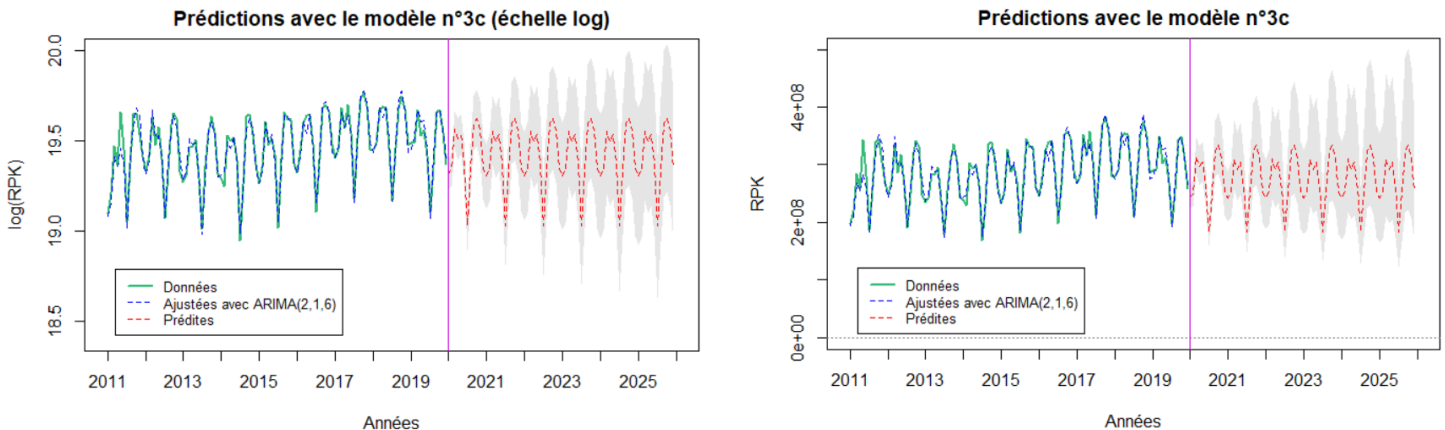 Prédictions avec le modèle n°3c (échelle log)
log(RPK)
20.0
19.5
19.0
18.5
Données
Ajustées avec ARIMA(2,1,6)
Prédites
2011 2013 2015 2017 2019 2021 2023 2025
Années
Prédictions avec le modèle n°3c
RPK
4e+08
2e+08
0e+00
Données
Ajustées avec ARIMA(2,1,6)
Prédites
2011 2013 2015 2017 2019 2021 2023 2025
Années